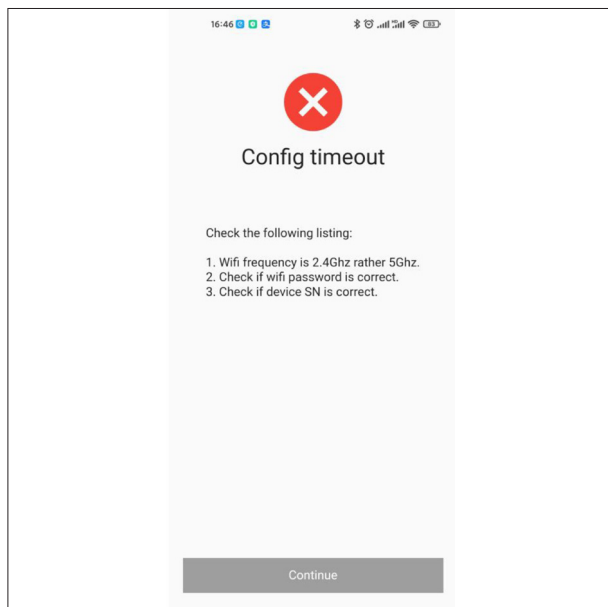 16:46
83
Config timeout
Check the following listing:
1. Wifi frequency is 2.4Ghz rather 5Ghz.
2. Check if wifi password is correct.
3. Check if device SN is correct.
Continue